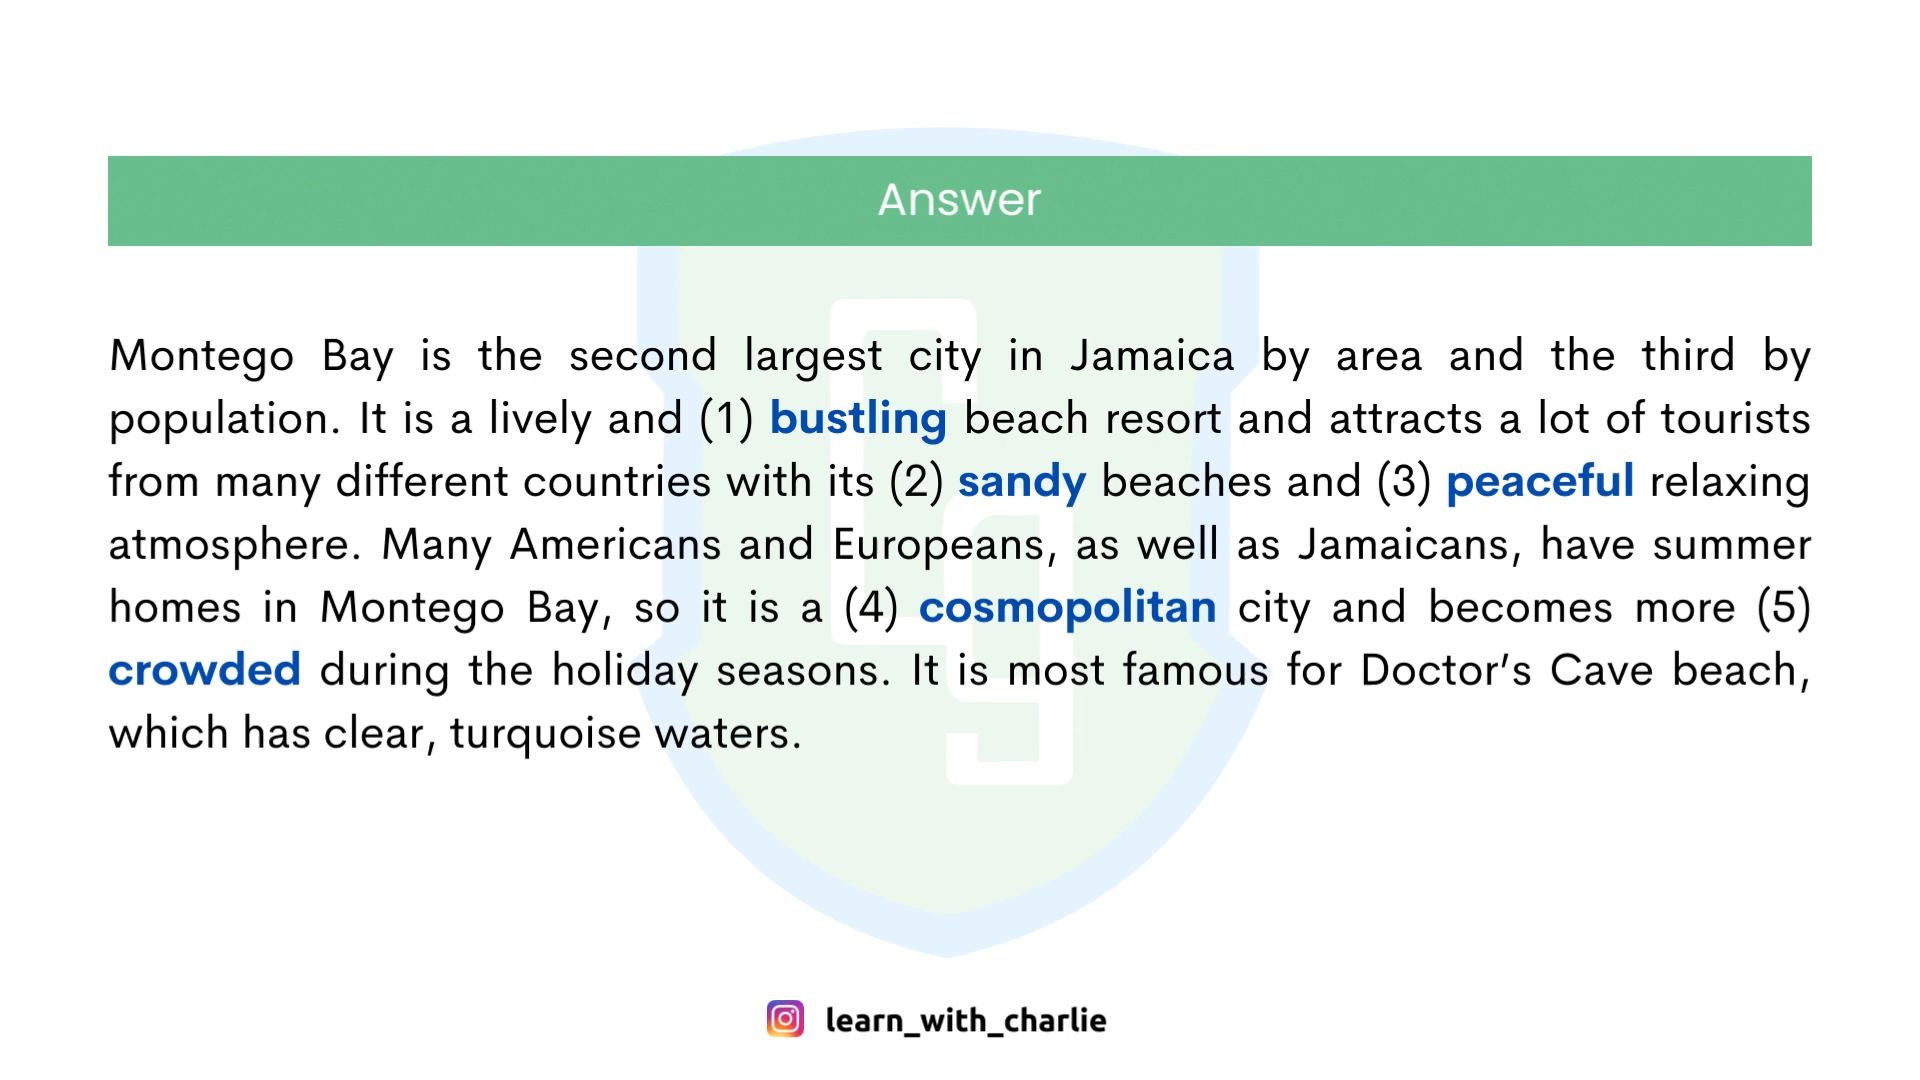 Answer
Montego Bay is the second largest city in Jamaica by area and the third by
population. It is a lively and (1) bustling beach resort and attracts a lot of tourists
from many different countries with its (2) sandy beaches and (3) peaceful relaxing
atmosphere. Many Americans and Europeans, as well as Jamaicans, have summer
homes in Montego Bay, so it is a (4) cosmopolitan city and becomes more (5)
crowded during the holiday seasons. It is most famous for Doctor’s Cave beach,
which has clear, turquoise waters.
learn_with_charlie